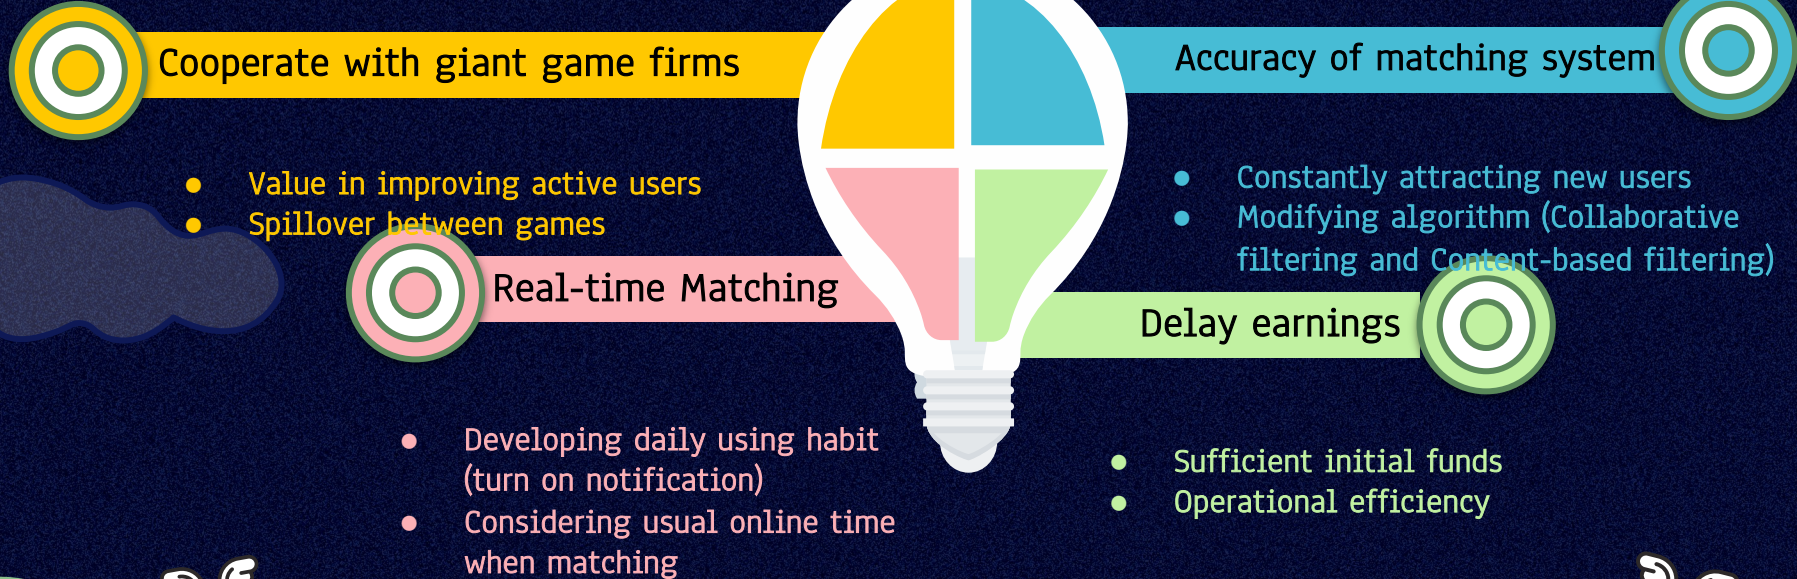 Cooperate with giant game firms
● Value in improving active users
● Spillover between games
Accuracy of matching system
● Constantly attracting new users
● Modifying algorithm (Collaborative
filtering and Content-based filtering)
Real-time Matching
● Developing daily using habit
(turn on notification)
● Considering usual online time
when matching
Delay earnings
● Sufficient initial funds
● Operational efficiency